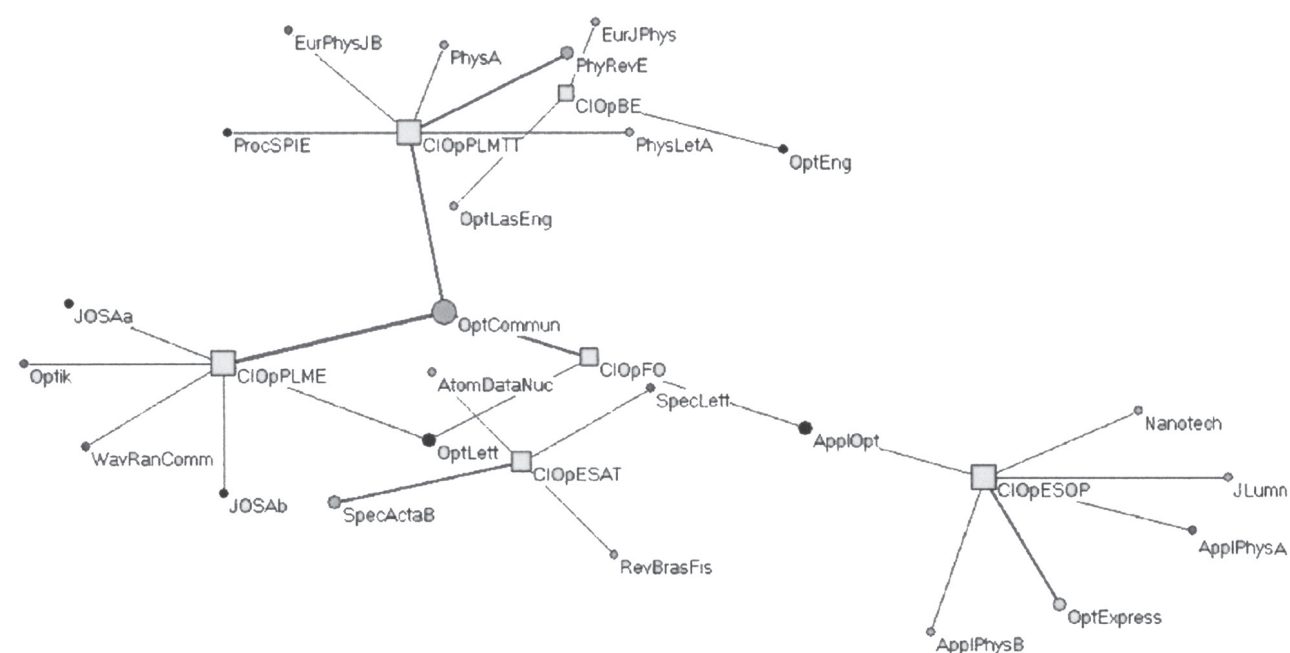 EurJPhys
EurPhysJB
PhysA
PhyRevE
ClOpBE
ProcSPIE
ClOpPLMTT
PhysLetA
OptEng
OptLasEng
JOSAa
OptCommun
Optik
ClOpPLME
ClOpFO
AtomDataNuc
SpecLett
Nanotech
ApplOpt
OptLett
WavRanComm
ClOpESAT
ClOpESOP
JLumn
JOSAb
SpecActaB
ApplPhysA
RevBrasFis
OptExpress
ApplPhysB